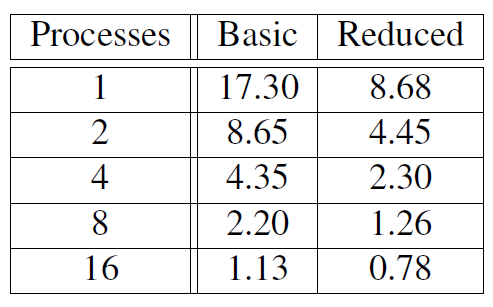 Processes Basic Reduced
1 17.30 8.68
2 8.65 4.45
4 4.35 2.30
8 2.20 1.26
16 1.13 0.78